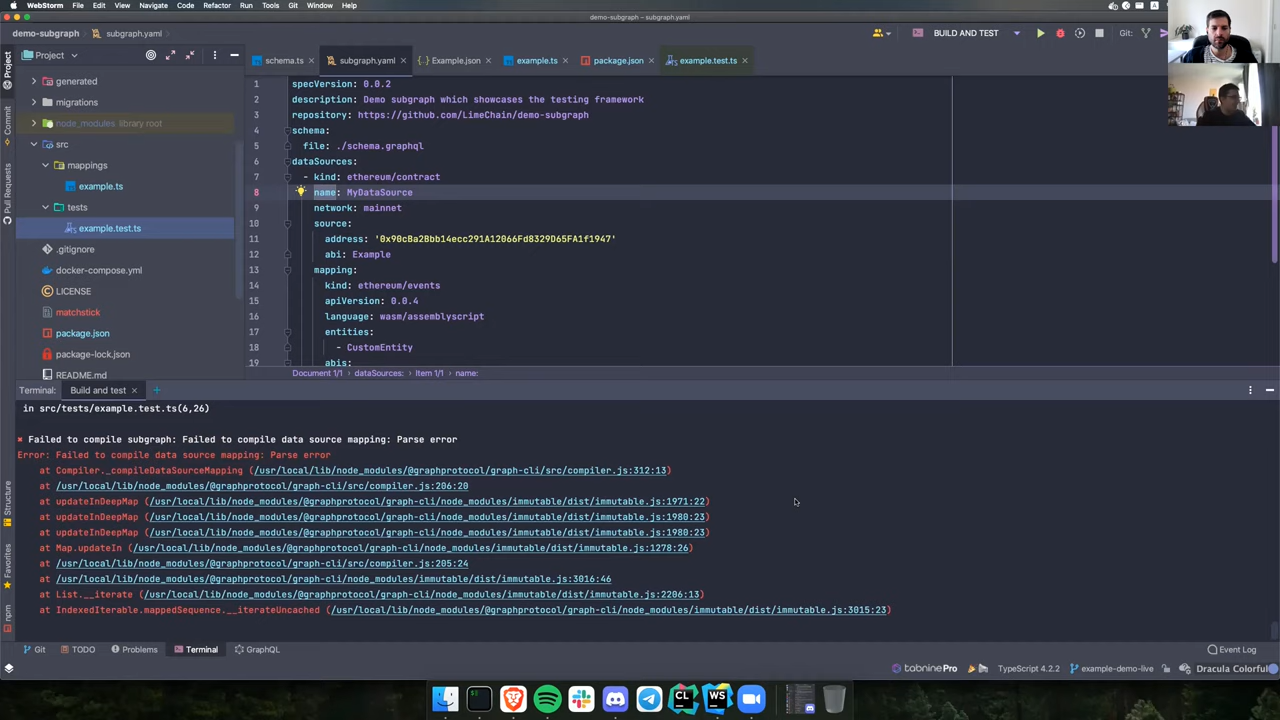 WebStorm File Edit View Navigate Code Refactor Run Tools Git Window Help
demo-subgraph – subgraph.yaml
demo-subgraph subgraph.yaml BUILD AND TEST Git:
Project schema.ts subgraph.yaml Example.json example.ts package.json example.test.ts
Project
Commit
Pull Requests
Structure
Favorites
npm
generated
migrations
node_modules library root
src
mappings
example.ts
tests
example.test.ts
.gitignore
docker-compose.yml
LICENSE
matchstick
package.json
package-lock.json
README.md
1 specVersion: 0.0.2
2 description: Demo subgraph which showcases the testing framework
3 repository: https://github.com/LimeChain/demo-subgraph
4 schema:
5 file: ./schema.graphql
6 dataSources:
7 - kind: ethereum/contract
8 name: MyDataSource
9 network: mainnet
10 source:
11 address: '0x90cBa2Bbb14ecc291A12066Fd8329D65FA1f1947'
12 abi: Example
13 mapping:
14 kind: ethereum/events
15 apiVersion: 0.0.4
16 language: wasm/assemblyscript
17 entities:
18 - CustomEntity
19 abis:
Document 1/1 dataSources: Item 1/1 name:
Terminal: Build and test
in src/tests/example.test.ts(6,26)
✖ Failed to compile subgraph: Failed to compile data source mapping: Parse error
Error: Failed to compile data source mapping: Parse error
at Compiler._compileDataSourceMapping (/usr/local/lib/node_modules/@graphprotocol/graph-cli/src/compiler.js:312:13)
at /usr/local/lib/node_modules/@graphprotocol/graph-cli/src/compiler.js:206:20
at updateInDeepMap (/usr/local/lib/node_modules/@graphprotocol/graph-cli/node_modules/immutable/dist/immutable.js:1971:22)
at updateInDeepMap (/usr/local/lib/node_modules/@graphprotocol/graph-cli/node_modules/immutable/dist/immutable.js:1980:23)
at updateInDeepMap (/usr/local/lib/node_modules/@graphprotocol/graph-cli/node_modules/immutable/dist/immutable.js:1980:23)
at Map.updateIn (/usr/local/lib/node_modules/@graphprotocol/graph-cli/node_modules/immutable/dist/immutable.js:1278:26)
at /usr/local/lib/node_modules/@graphprotocol/graph-cli/src/compiler.js:205:24
at /usr/local/lib/node_modules/@graphprotocol/graph-cli/node_modules/immutable/dist/immutable.js:3016:46
at List.__iterate (/usr/local/lib/node_modules/@graphprotocol/graph-cli/node_modules/immutable/dist/immutable.js:2206:13)
at IndexedIterable.mappedSequence.__iterateUncached (/usr/local/lib/node_modules/@graphprotocol/graph-cli/node_modules/immutable/dist/immutable.js:3015:23)
Git TODO Problems Terminal GraphQL Event Log
tabnine Pro TypeScript 4.2.2 example-demo-live Dracula Colorful
CL WS